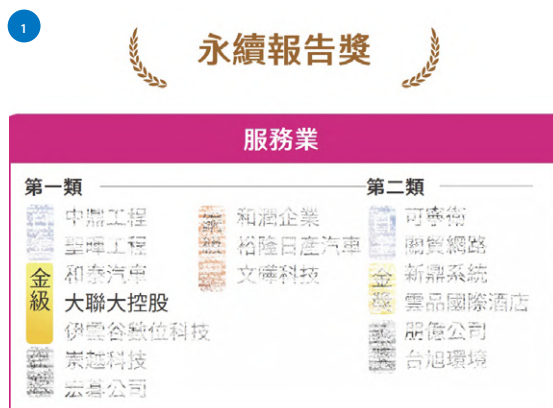 1
永續報告獎
服務業
第一類
中鼎工程
聖暉工程
金級
和泰汽車
大聯大控股
伊雲谷數位科技
崇越科技
宏碁公司
和潤企業
裕隆日產汽車
文曄科技
第二類
可寧衛
關貿網路
新鼎系統
雲品國際酒店
朋億公司
台旭環境